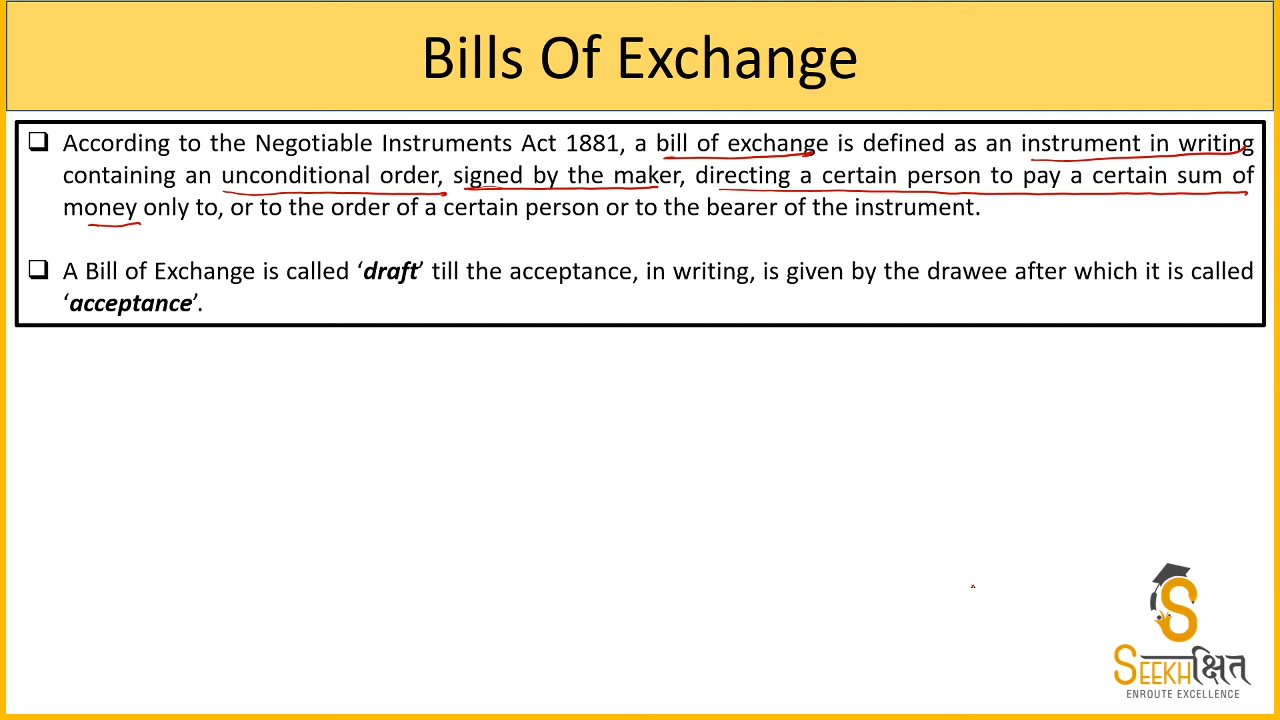 Bills Of Exchange
According to the Negotiable Instruments Act 1881, a bill of exchange is defined as an instrument in writing
containing an unconditional order, signed by the maker, directing a certain person to pay a certain sum of
money only to, or to the order of a certain person or to the bearer of the instrument.
A Bill of Exchange is called ‘draft’ till the acceptance, in writing, is given by the drawee after which it is called
‘acceptance’.
SEEKHक्षित
ENROUTE EXCELLENCE